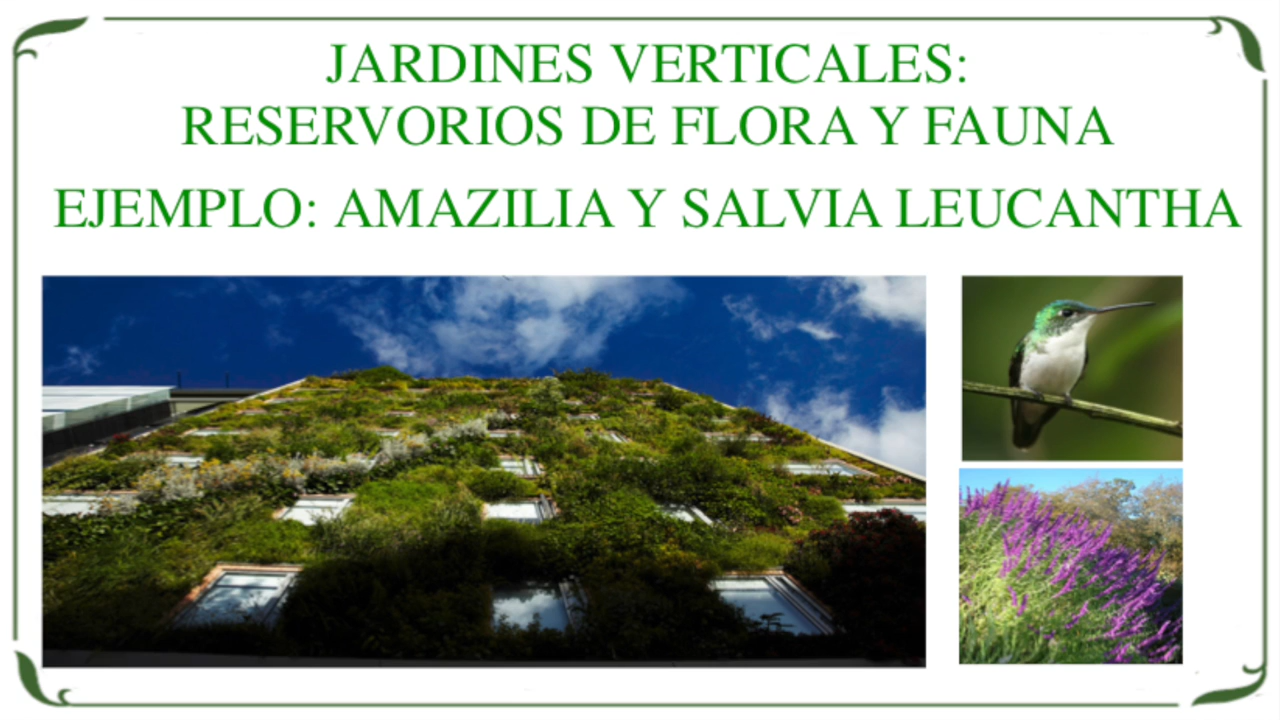 JARDINES VERTICALES:
RESERVORIOS DE FLORA Y FAUNA
EJEMPLO: AMAZILIA Y SALVIA LEUCANTHA